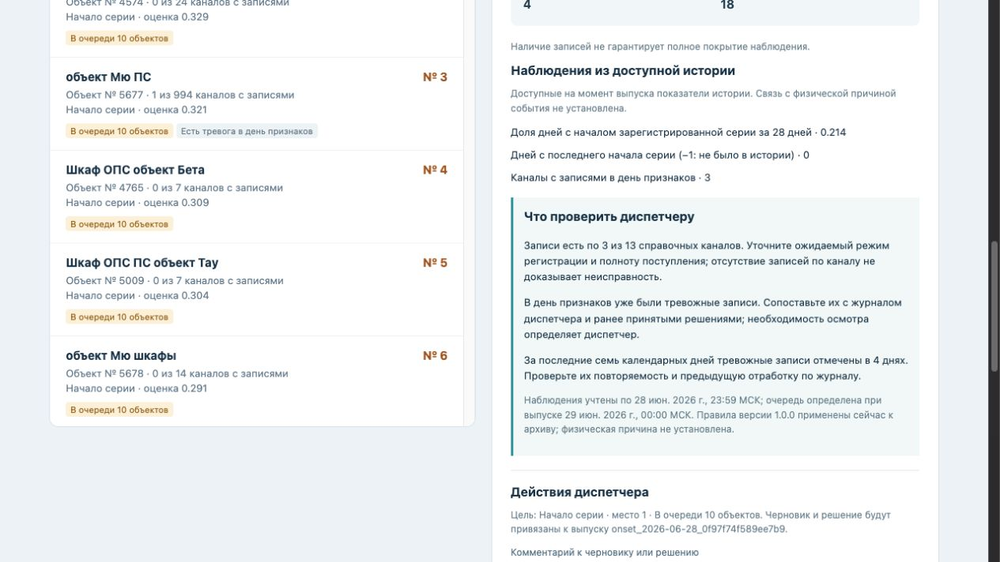 Объект № 4574 · 0 из 24 каналов с записями
Начало серии · оценка 0.329
В очереди 10 объектов
объект Мю ПС
№ 3
Объект № 5677 · 1 из 994 каналов с записями
Начало серии · оценка 0.321
В очереди 10 объектов
Есть тревога в день признаков
Шкаф ОПС объект Бета
№ 4
Объект № 4765 · 0 из 7 каналов с записями
Начало серии · оценка 0.309
В очереди 10 объектов
Шкаф ОПС ПС объект Тау
№ 5
Объект № 5009 · 0 из 7 каналов с записями
Начало серии · оценка 0.304
В очереди 10 объектов
объект Мю шкафы
№ 6
Объект № 5678 · 0 из 14 каналов с записями
Начало серии · оценка 0.291
В очереди 10 объектов
4
18
Наличие записей не гарантирует полное покрытие наблюдения.
Наблюдения из доступной истории
Доступные на момент выпуска показатели истории. Связь с физической причиной
события не установлена.
Доля дней с началом зарегистрированной серии за 28 дней · 0.214
Дней с последнего начала серии (−1: не было в истории) · 0
Каналы с записями в день признаков · 3
Что проверить диспетчеру
Записи есть по 3 из 13 справочных каналов. Уточните ожидаемый режим
регистрации и полноту поступления; отсутствие записей по каналу не
доказывает неисправность.
В день признаков уже были тревожные записи. Сопоставьте их с журналом
диспетчера и ранее принятыми решениями; необходимость осмотра
определяет диспетчер.
За последние семь календарных дней тревожные записи отмечены в 4 днях.
Проверьте их повторяемость и предыдущую отработку по журналу.
Наблюдения учтены по 28 июн. 2026 г., 23:59 МСК; очередь определена при
выпуске 29 июн. 2026 г., 00:00 МСК. Правила версии 1.0.0 применены сейчас к
архиву; физическая причина не установлена.
Действия диспетчера
Цель: Начало серии · место 1 · В очереди 10 объектов. Черновик и решение будут
привязаны к выпуску onset_2026-06-28_0f97f74f589ee7b9.
Комментарий к черновику или решению